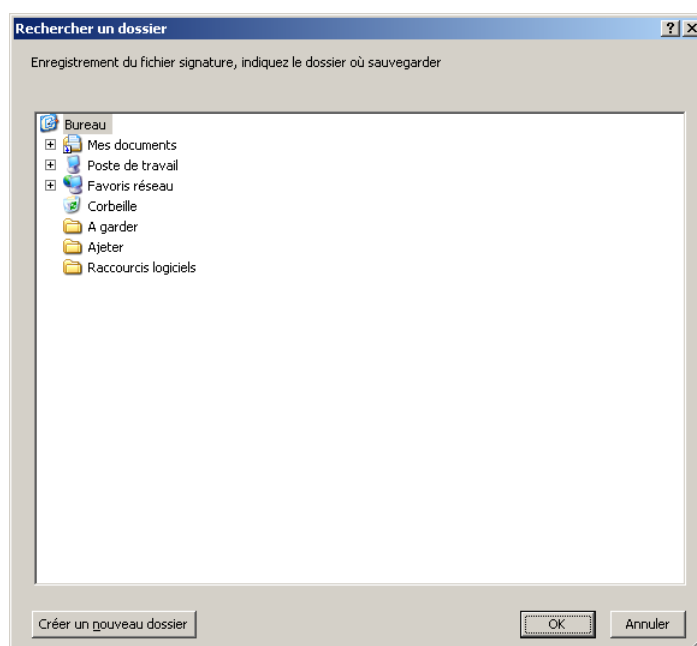 Rechercher un dossier
Enregistrement du fichier signature, indiquez le dossier où sauvegarder
Bureau
Mes documents
Poste de travail
Favoris réseau
Corbeille
A garder
Ajeter
Raccourcis logiciels
Créer un nouveau dossier OK Annuler